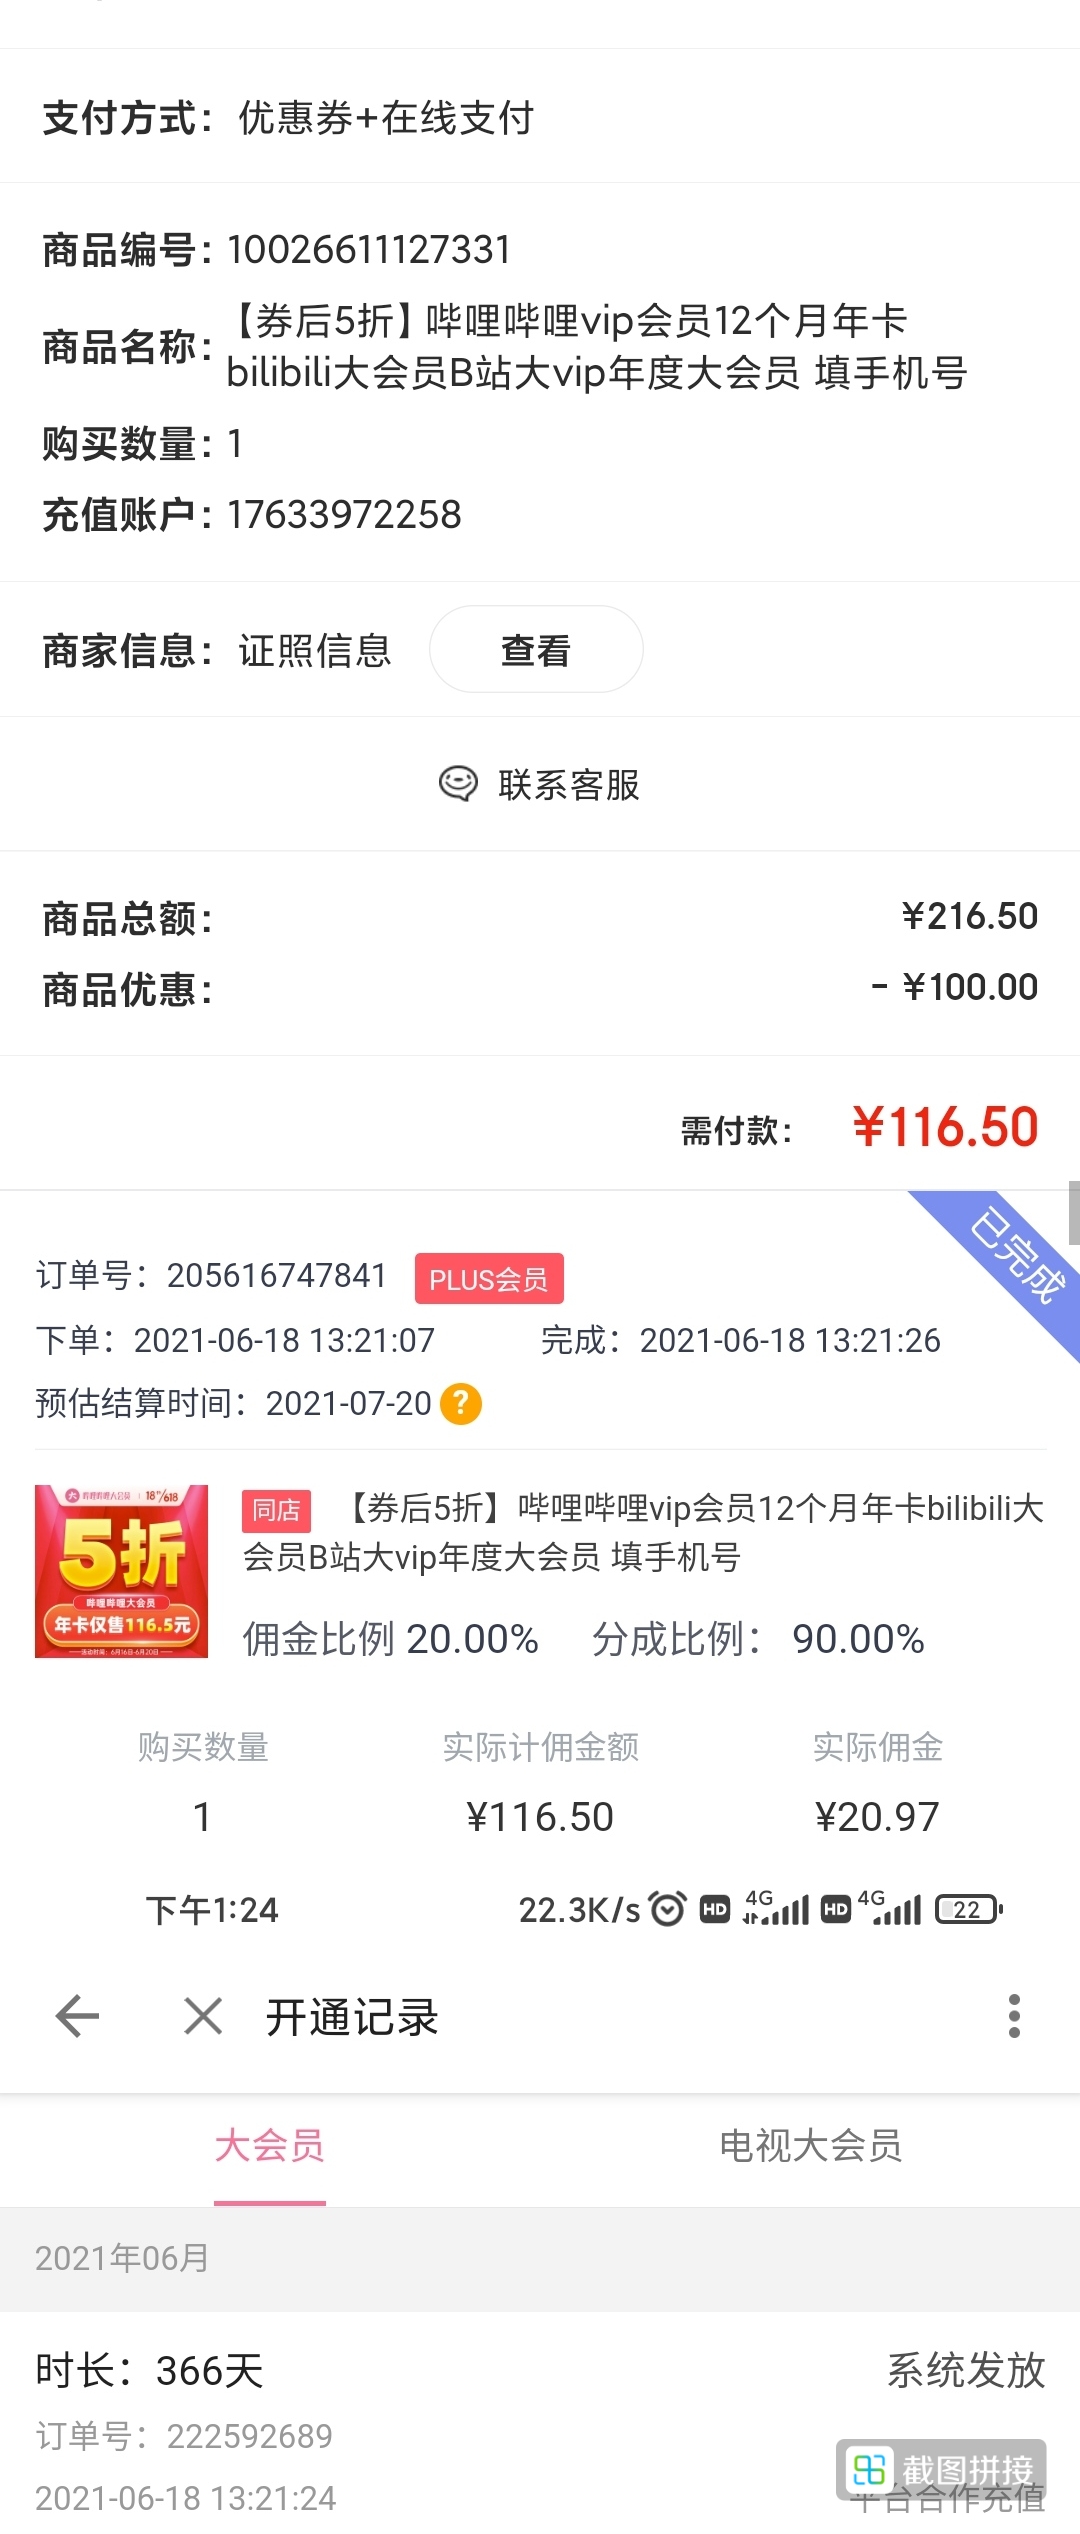 支付方式：优惠券+在线支付
商品编号：10026611127331
商品名称：【券后5折】哔哩哔哩vip会员12个月年卡
bilibili大会员B站大vip年度大会员 填手机号
购买数量：1
充值账户：17633972258
商家信息：证照信息 查看
联系客服
商品总额： ¥216.50
商品优惠： - ¥100.00
需付款： ¥116.50
已完成
订单号：205616747841 PLUS会员
下单：2021-06-18 13:21:07 完成：2021-06-18 13:21:26
预估结算时间：2021-07-20 ?
同店 【券后5折】哔哩哔哩vip会员12个月年卡bilibili大
会员B站大vip年度大会员 填手机号
5折
哔哩哔哩大会员
年卡仅售116.5元
活动时间：6月16日-6月20日
佣金比例 20.00% 分成比例： 90.00%
购买数量 实际计佣金额 实际佣金
1 ¥116.50 ¥20.97
下午1:24 22.3K/s HD 4G HD 4G 22
开通记录
大会员 电视大会员
2021年06月
时长：366天 系统发放
订单号：222592689
截图拼接
2021-06-18 13:21:24 平台合作充值